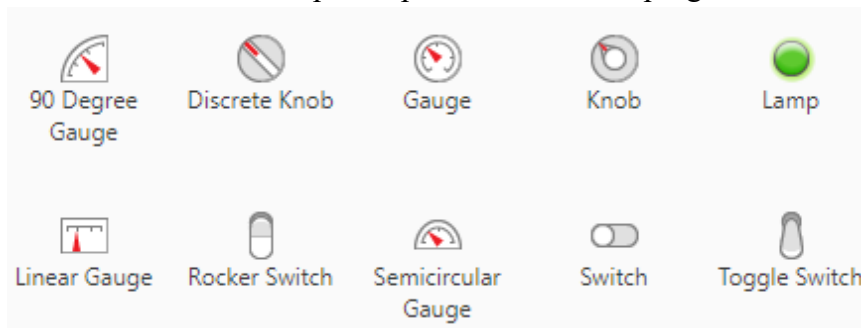 90 Degree Gauge
Discrete Knob
Gauge
Knob
Lamp
Linear Gauge
Rocker Switch
Semicircular Gauge
Switch
Toggle Switch